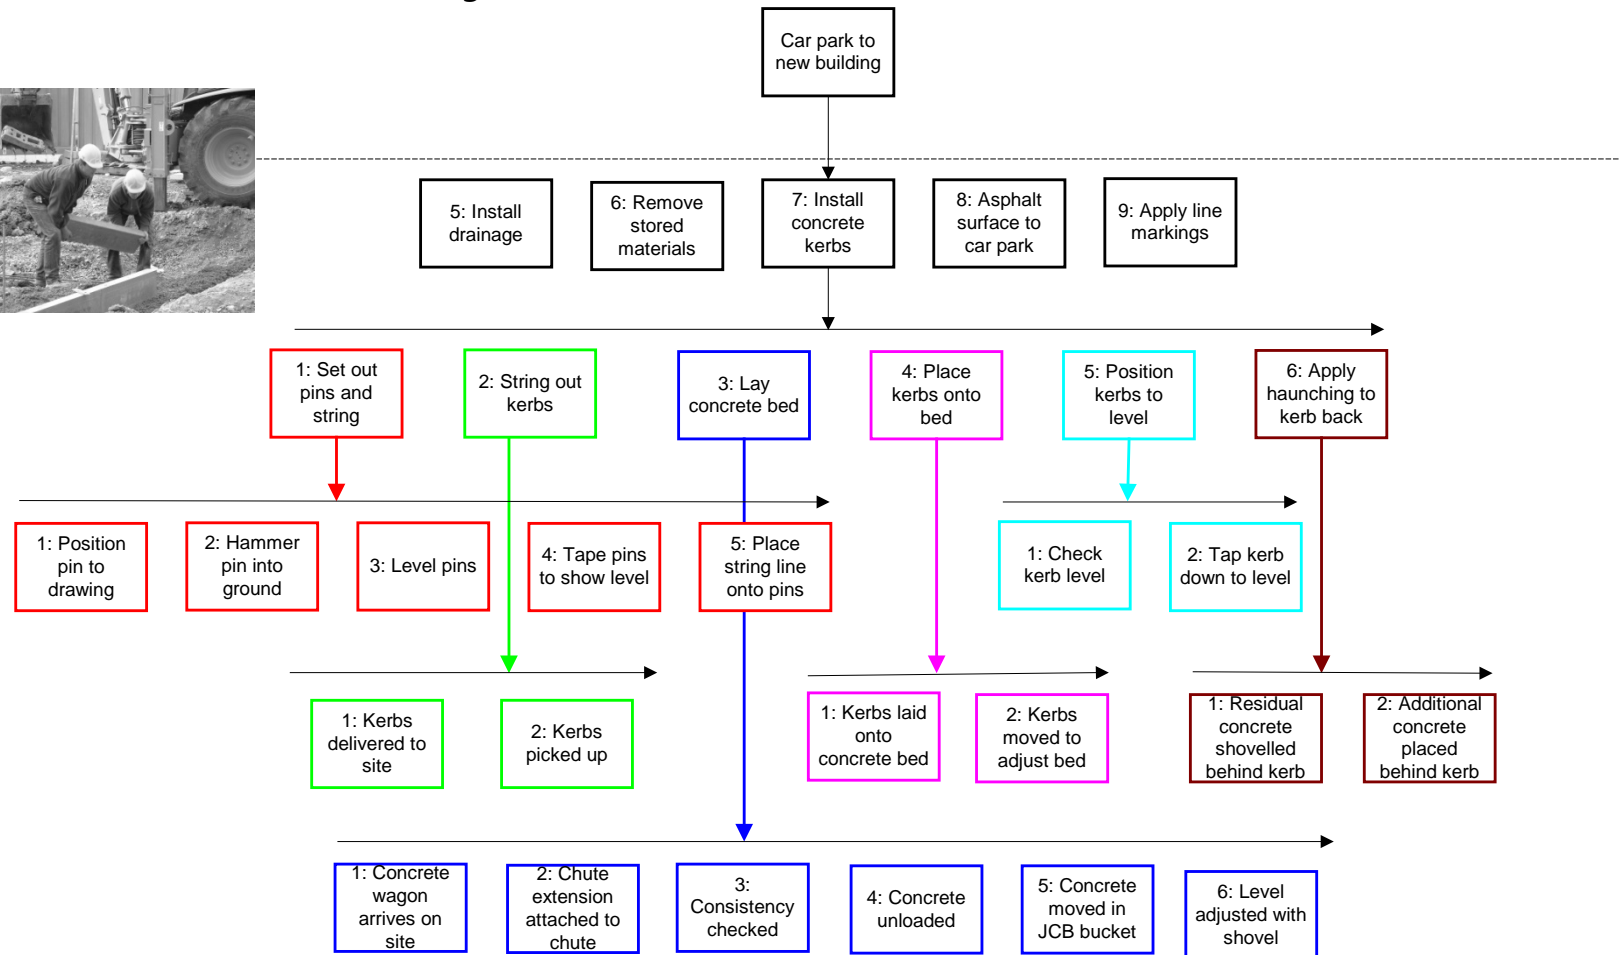 Car park to
new building
5: Install
drainage
6: Remove
stored
materials
7: Install
concrete
kerbs
8: Asphalt
surface to
car park
9: Apply line
markings
1: Set out
pins and
string
2: String out
kerbs
3: Lay
concrete bed
4: Place
kerbs onto
bed
5: Position
kerbs to
level
6: Apply
haunching to
kerb back
1: Position
pin to
drawing
2: Hammer
pin into
ground
3: Level pins
4: Tape pins
to show level
5: Place
string line
onto pins
1: Check
kerb level
2: Tap kerb
down to level
1: Kerbs
delivered to
site
2: Kerbs
picked up
1: Kerbs laid
onto
concrete bed
2: Kerbs
moved to
adjust bed
1: Residual
concrete
shovelled
behind kerb
2: Additional
concrete
placed
behind kerb
1: Concrete
wagon
arrives on
site
2: Chute
extension
attached to
chute
3:
Consistency
checked
4: Concrete
unloaded
5: Concrete
moved in
JCB bucket
6: Level
adjusted with
shovel